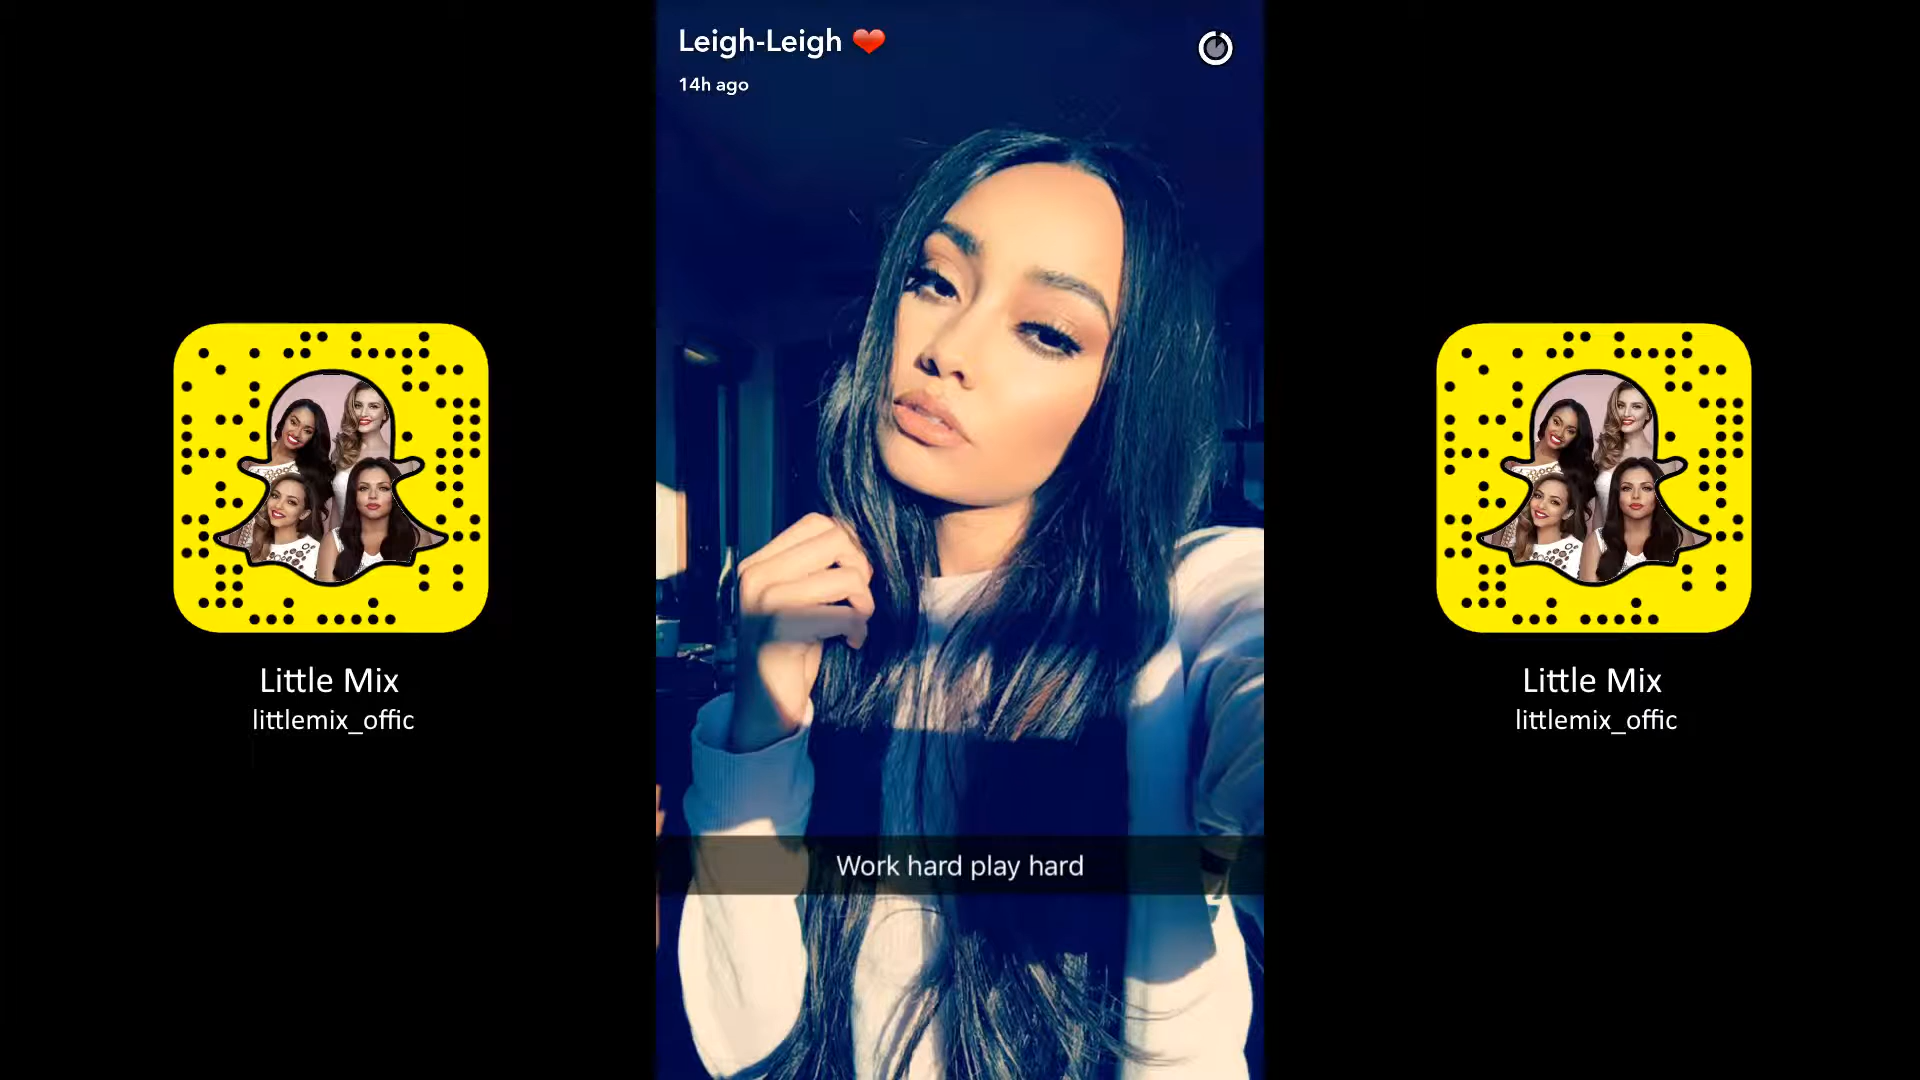 Leigh-Leigh ❤️
14h ago
Little Mix
littlemix_offic
Work hard play hard
Little Mix
littlemix_offic